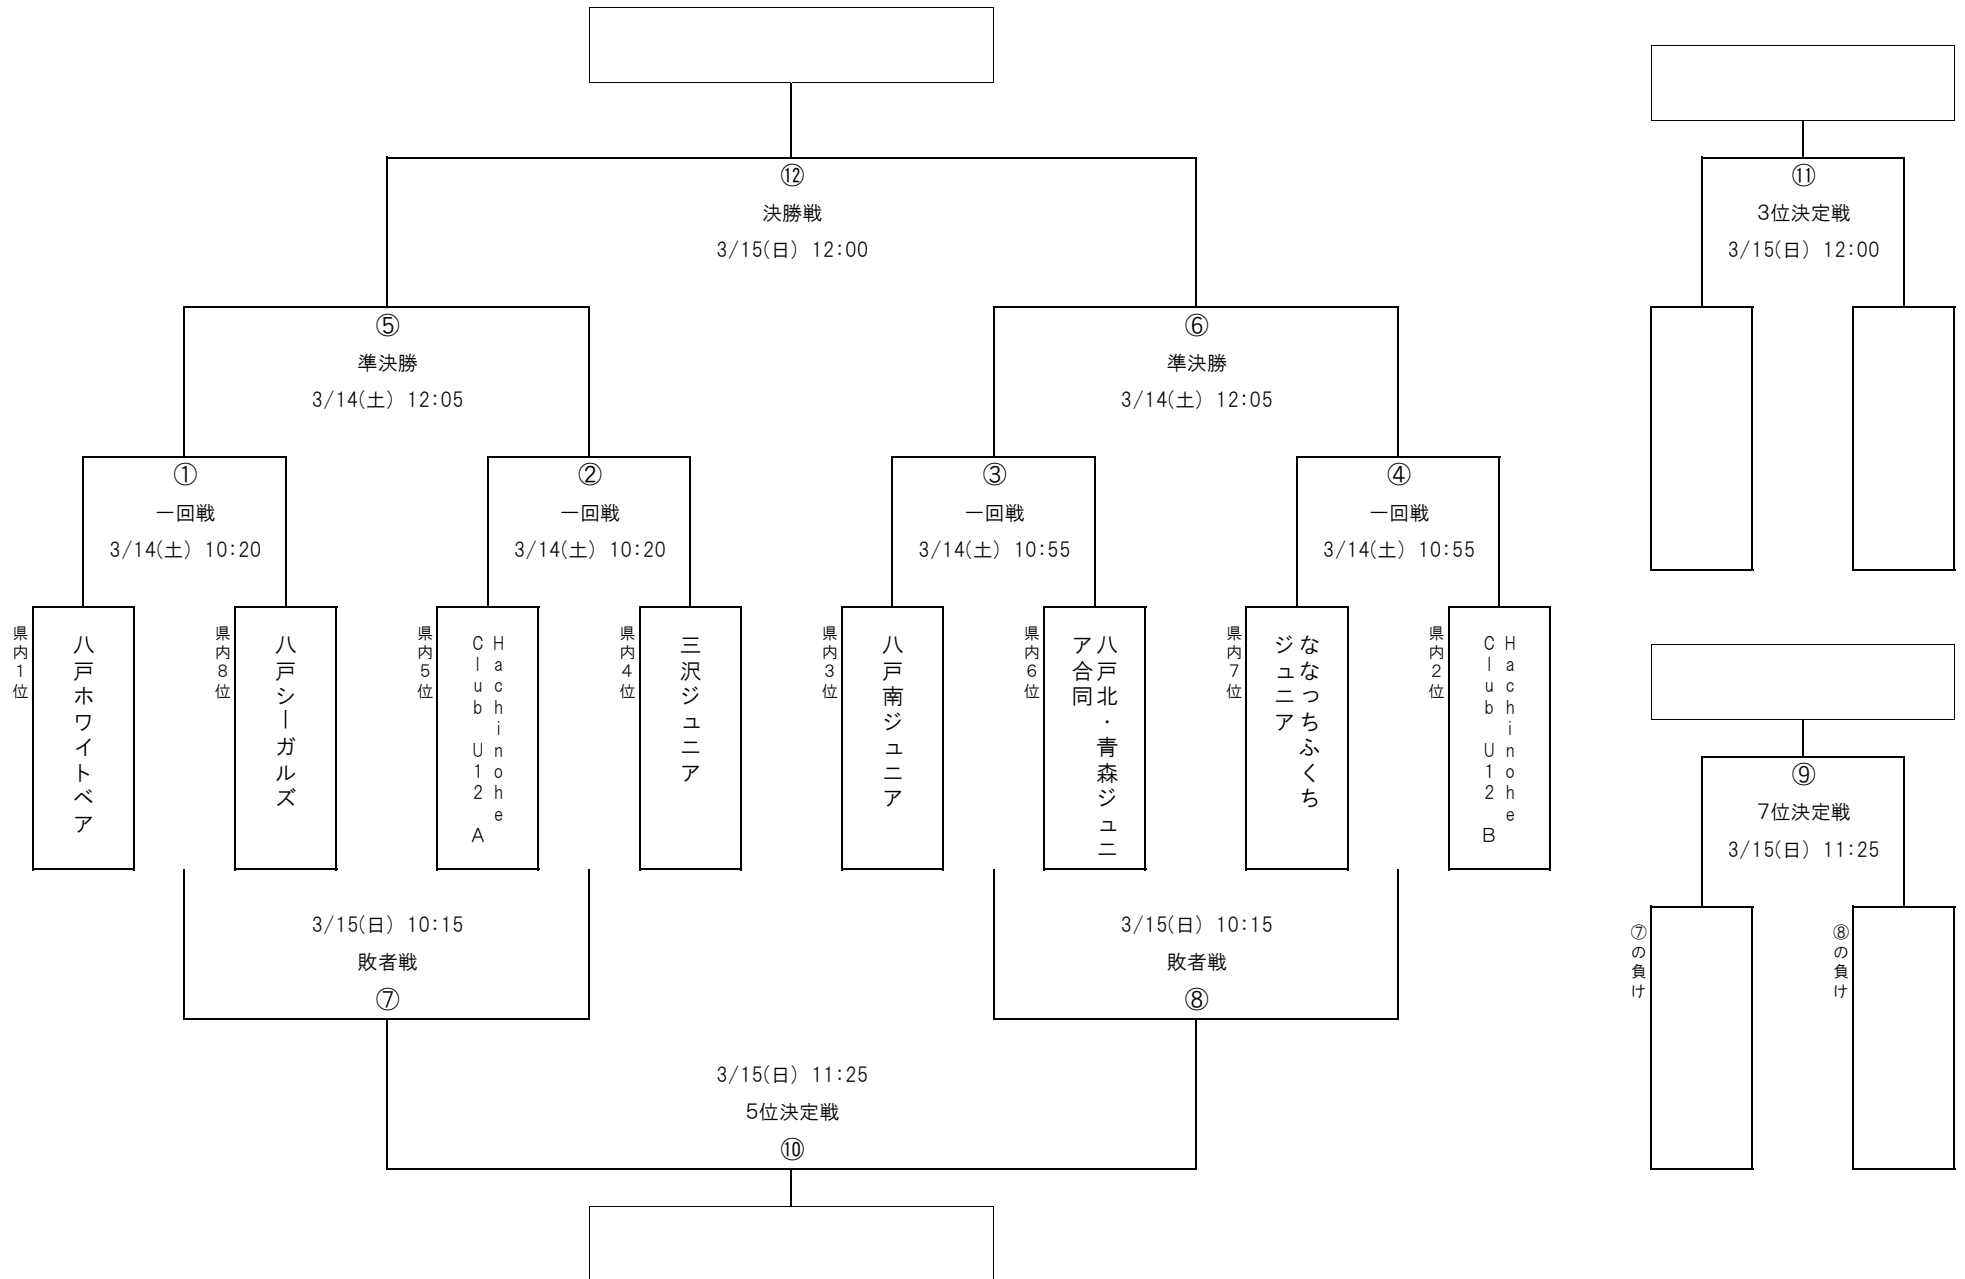 ⑫
決勝戦
3/15(日) 12:00
⑪
3位決定戦
3/15(日) 12:00
⑤
準決勝
3/14(土) 12:05
⑥
準決勝
3/14(土) 12:05
①
一回戦
3/14(土) 10:20
②
一回戦
3/14(土) 10:20
③
一回戦
3/14(土) 10:55
④
一回戦
3/14(土) 10:55
県内1位
八戸ホワイトベア
県内8位
八戸シーガルズ
県内5位
Hachinohe
Club U12 A
県内4位
三沢ジュニア
県内3位
八戸南ジュニア
県内6位
八戸北・青森ジュニ
ア合同
県内7位
ななっちふくち
ジュニア
県内2位
Hachinohe
Club U12 B
⑨
7位決定戦
3/15(日) 11:25
⑦の負け
⑧の負け
3/15(日) 10:15
敗者戦
⑦
3/15(日) 10:15
敗者戦
⑧
3/15(日) 11:25
5位決定戦
⑩